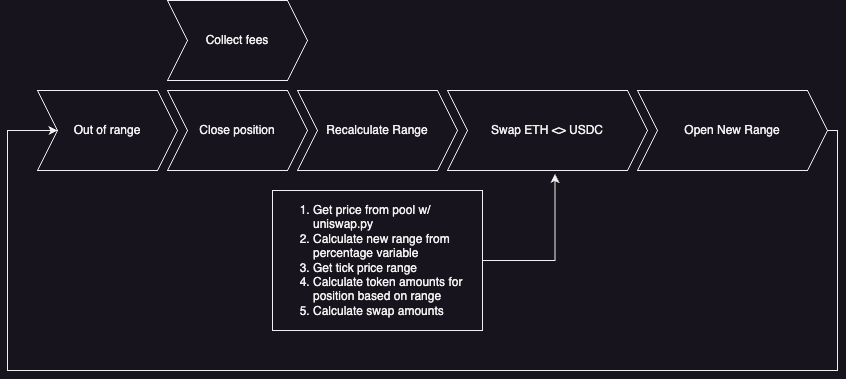 Collect fees
Out of range
Close position
Recalculate Range
Swap ETH <> USDC
Open New Range
1. Get price from pool w/
uniswap.py
2. Calculate new range from
percentage variable
3. Get tick price range
4. Calculate token amounts for
position based on range
5. Calculate swap amounts